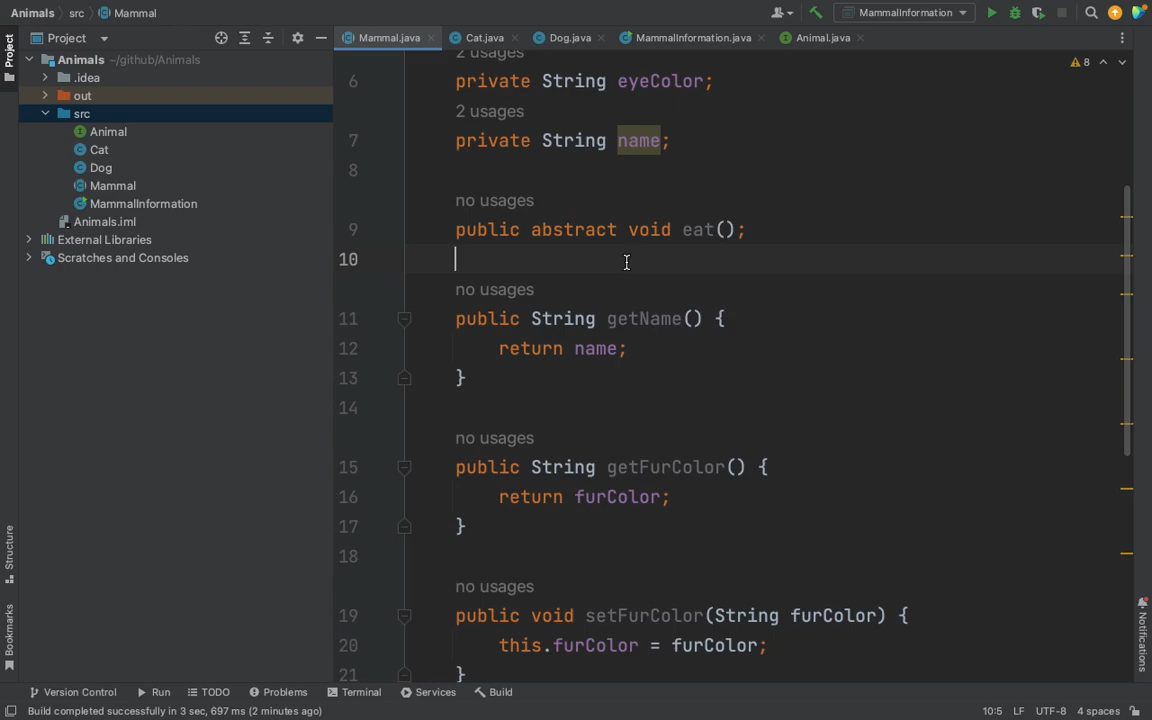 Animals src Mammal
MammalInformation
Project
Mammal.java Cat.java Dog.java MammalInformation.java Animal.java
Project
Animals ~/github/Animals
.idea
out
src
Animal
Cat
Dog
Mammal
MammalInformation
Animals.iml
External Libraries
Scratches and Consoles
8
2 usages
6 private String eyeColor;
2 usages
7 private String name;
8
no usages
9 public abstract void eat();
10
no usages
11 public String getName() {
12 return name;
13 }
14
no usages
15 public String getFurColor() {
16 return furColor;
17 }
18
no usages
19 public void setFurColor(String furColor) {
20 this.furColor = furColor;
21 }
Structure
Bookmarks
Notifications
Version Control Run TODO Problems Terminal Services Build
Build completed successfully in 3 sec, 697 ms (2 minutes ago) 10:5 LF UTF-8 4 spaces